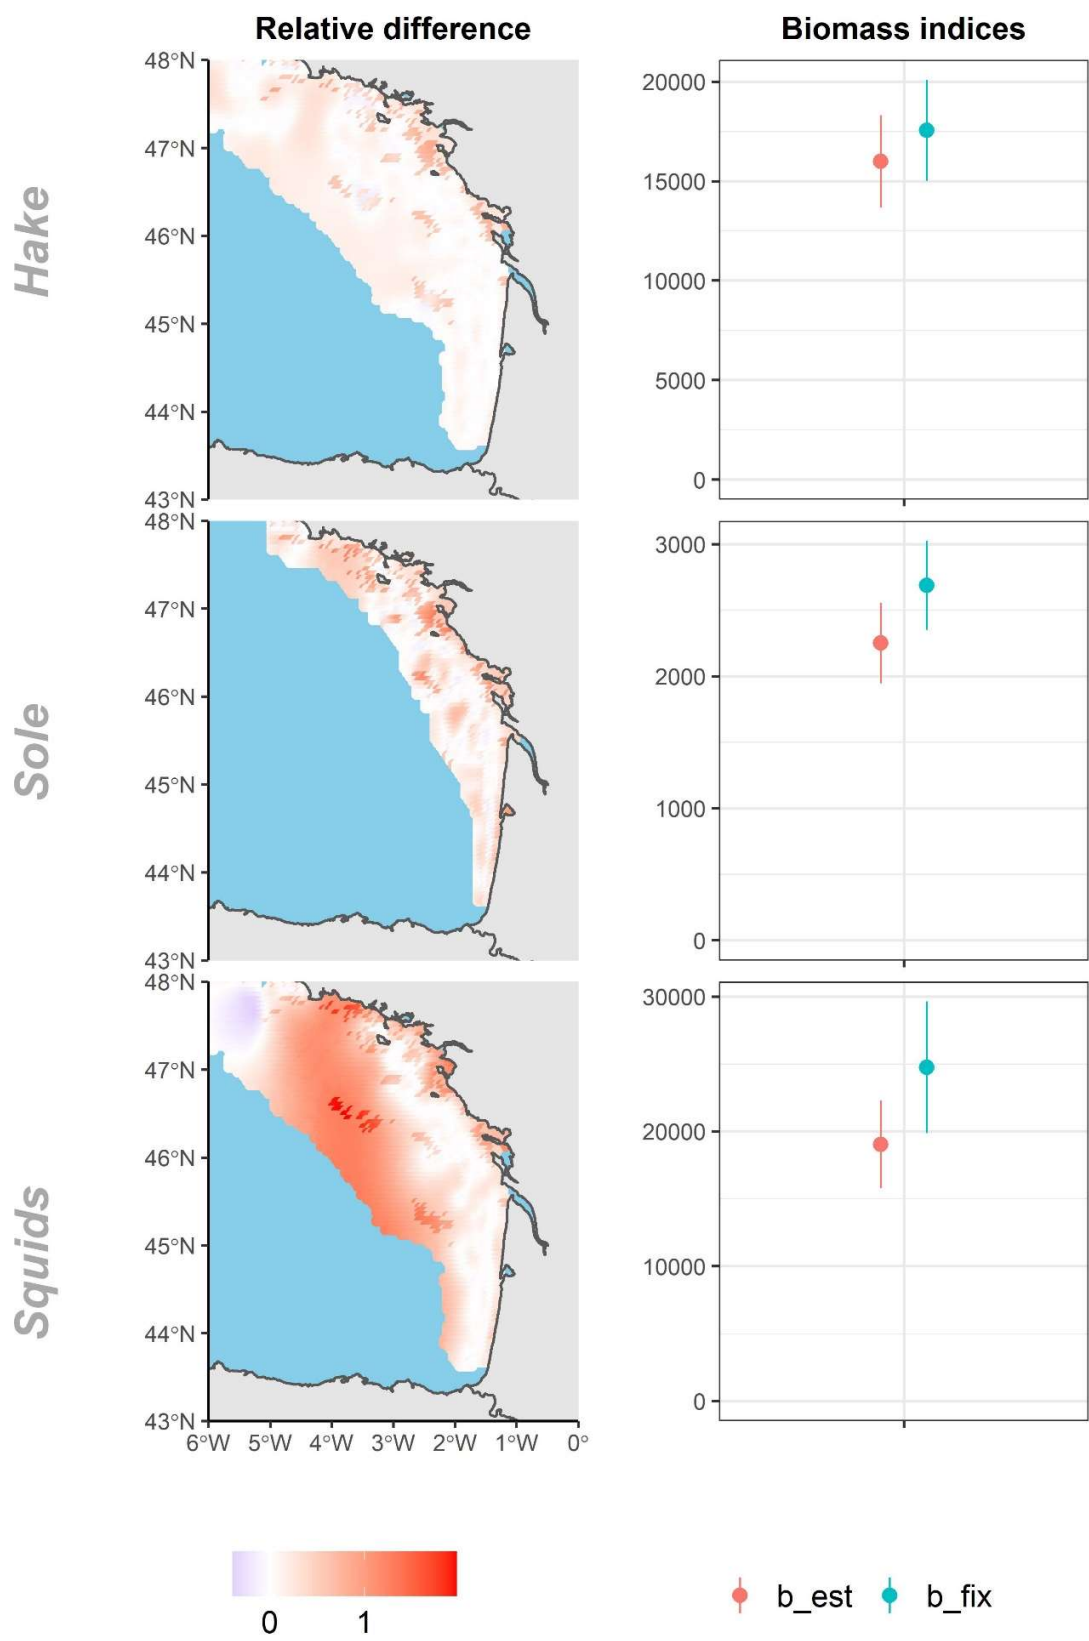 Relative difference
Biomass indices
Hake
48°N
47°N
46°N
45°N
44°N
43°N
20000
15000
10000
5000
0
Sole
48°N
47°N
46°N
45°N
44°N
43°N
3000
2000
1000
0
Squids
48°N
47°N
46°N
45°N
44°N
43°N
6°W 5°W 4°W 3°W 2°W 1°W 0°
30000
20000
10000
0
0 1
b_est b_fix